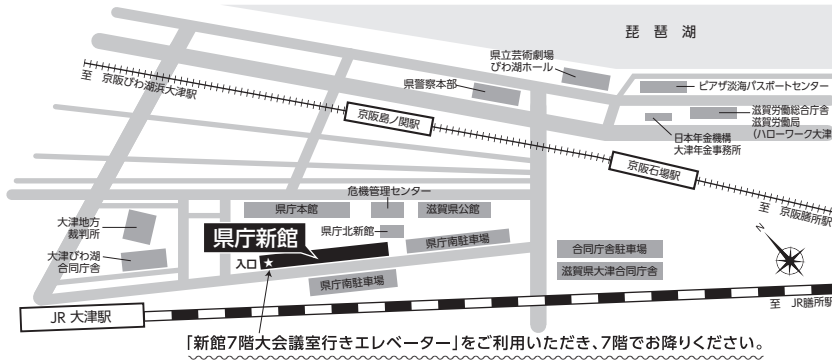 琵琶湖
県立芸術劇場
びわ湖ホール
県警察本部
ピアザ淡海パスポートセンター
滋賀労働総合庁舎
滋賀労働局
(ハローワーク大津
日本年金機構
大津年金事務所
至 京阪びわ湖浜大津駅
京阪島ノ関駅
京阪石場駅
至 京阪膳所駅
危機管理センター
県庁本館
滋賀県公館
県庁北新館
大津地方
裁判所
大津びわ湖
合同庁舎
県庁新館
入口
★
県庁南駐車場
県庁南駐車場
合同庁舎駐車場
滋賀県大津合同庁舎
N
JR 大津駅
至 JR膳所駅
「新館7階大会議室行きエレベーター」をご利用いただき、7階でお降りください。